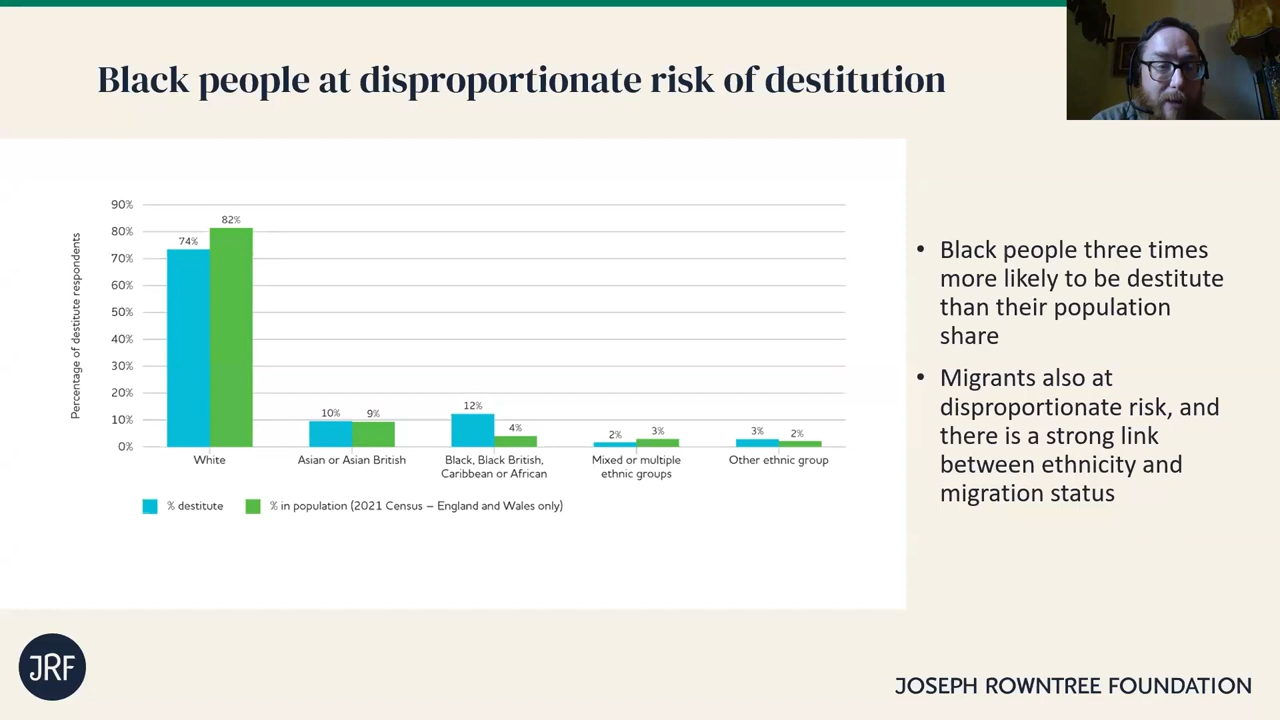 Black people at disproportionate risk of destitution
Percentage of destitute respondents
90%
80%
70%
60%
50%
40%
30%
20%
10%
0%
74%
82%
10%
9%
12%
4%
2%
3%
3%
2%
White
Asian or Asian British
Black, Black British,
Caribbean or African
Mixed or multiple
ethnic groups
Other ethnic group
% destitute
% in population (2021 Census – England and Wales only)
• Black people three times
more likely to be destitute
than their population
share
• Migrants also at
disproportionate risk, and
there is a strong link
between ethnicity and
migration status
JRF
JOSEPH ROWNTREE FOUNDATION